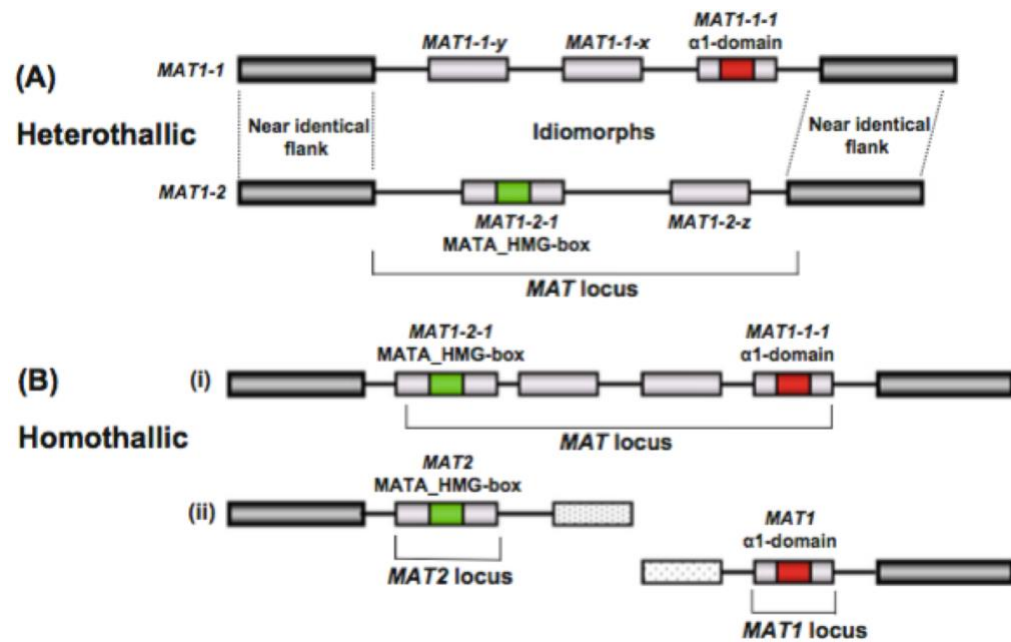 (A)
Heterothallic
MAT1-1
MAT1-1-y
MAT1-1-x
MAT1-1-1
α1-domain
Near identical
flank
Idiomorphs
Near identical
flank
MAT1-2
MAT1-2-1
MATA_HMG-box
MAT1-2-z
MAT locus
(B)
Homothallic
(i)
MAT1-2-1
MATA_HMG-box
MAT1-1-1
α1-domain
MAT locus
(ii)
MAT2
MATA_HMG-box
MAT2 locus
MAT1
α1-domain
MAT1 locus